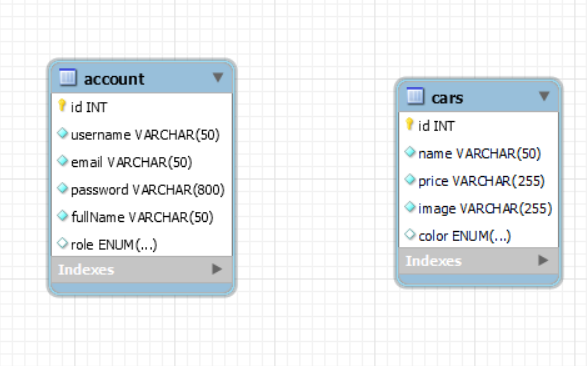 account
id INT
username VARCHAR(50)
email VARCHAR(50)
password VARCHAR(800)
fullName VARCHAR(50)
role ENUM(...)
Indexes
cars
id INT
name VARCHAR(50)
price VARCHAR(255)
image VARCHAR(255)
color ENUM(...)
Indexes